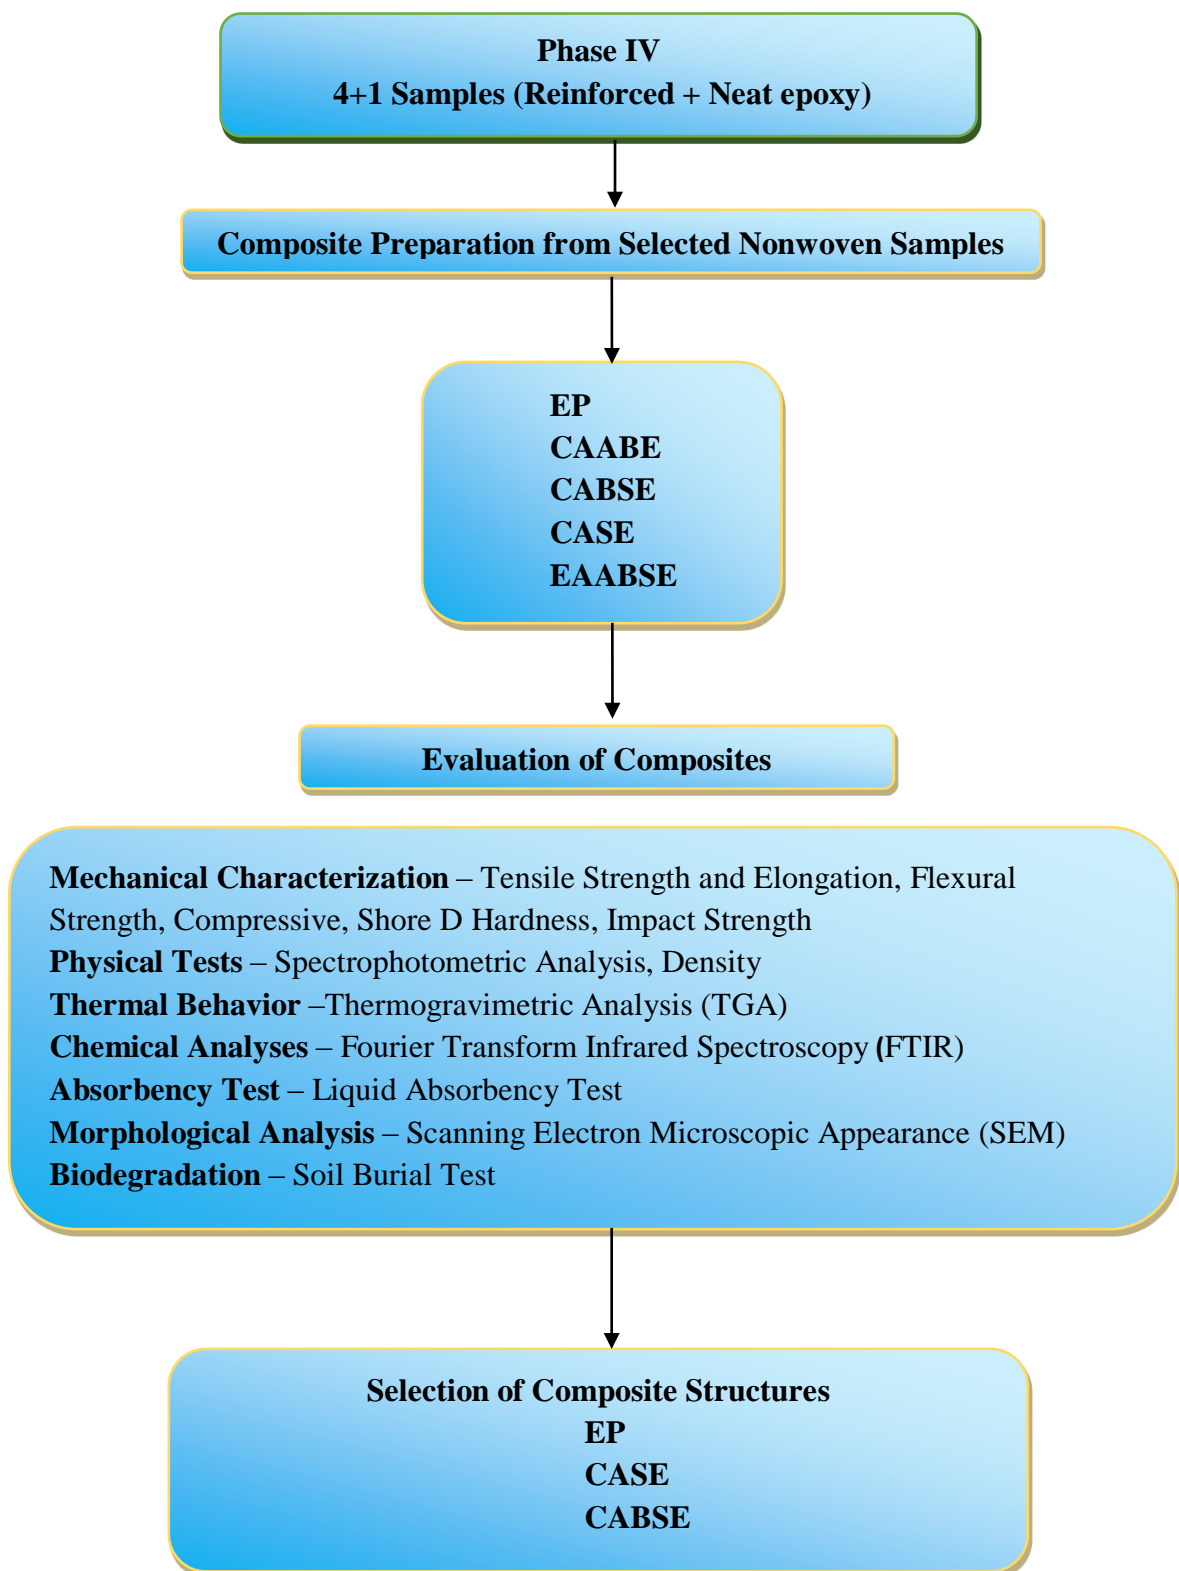 Phase IV
4+1 Samples (Reinforced + Neat epoxy)
Composite Preparation from Selected Nonwoven Samples
EP
CAABE
CABSE
CASE
EAABSE
Evaluation of Composites
Mechanical Characterization – Tensile Strength and Elongation, Flexural
Strength, Compressive, Shore D Hardness, Impact Strength
Physical Tests – Spectrophotometric Analysis, Density
Thermal Behavior –Thermogravimetric Analysis (TGA)
Chemical Analyses – Fourier Transform Infrared Spectroscopy (FTIR)
Absorbency Test – Liquid Absorbency Test
Morphological Analysis – Scanning Electron Microscopic Appearance (SEM)
Biodegradation – Soil Burial Test
Selection of Composite Structures
EP
CASE
CABSE